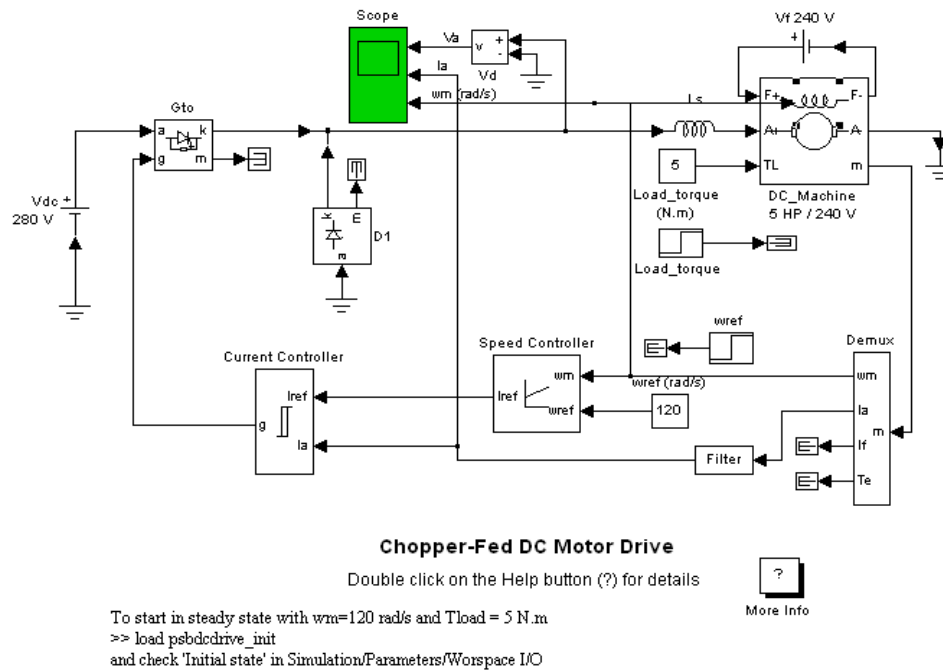 Scope
Vf 240 V
+
Va
v
+
-
Ia
Vd
wm (rad/s)
Ls
F+
F-
Gto
a
k
g
m
A+
A-
5
TL
m
Vdc
+
280 V
k
m
a
D1
Load_torque
(N.m)
DC_Machine
5 HP / 240 V
Load_torque
wref
Current Controller
Speed Controller
Demux
wref (rad/s)
wm
wm
Iref
Iref
wref
120
Ia
g
m
Ia
If
Filter
Te
Chopper-Fed DC Motor Drive
Double click on the Help button (?) for details
?
More Info
To start in steady state with wm=120 rad/s and Tload = 5 N.m
>> load psbdcdrive_init
and check 'Initial state' in Simulation/Parameters/Worspace I/O